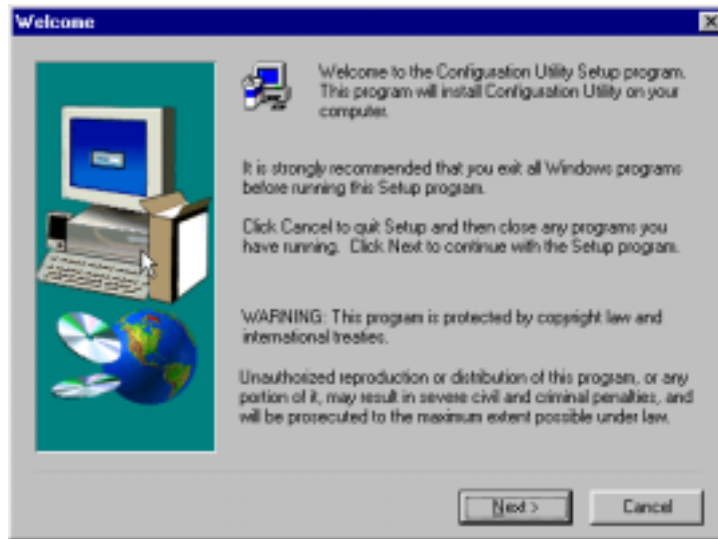 Welcome
Welcome to the Configuration Utility Setup program.
This program will install Configuration Utility on your
computer.
It is strongly recommended that you exit all Windows programs
before running this Setup program.
Click Cancel to quit Setup and then close any programs you
have running. Click Next to continue with the Setup program.
WARNING: This program is protected by copyright law and
international treaties.
Unauthorized reproduction or distribution of this program, or any
portion of it, may result in severe civil and criminal penalties, and
will be prosecuted to the maximum extent possible under law.
Next > Cancel